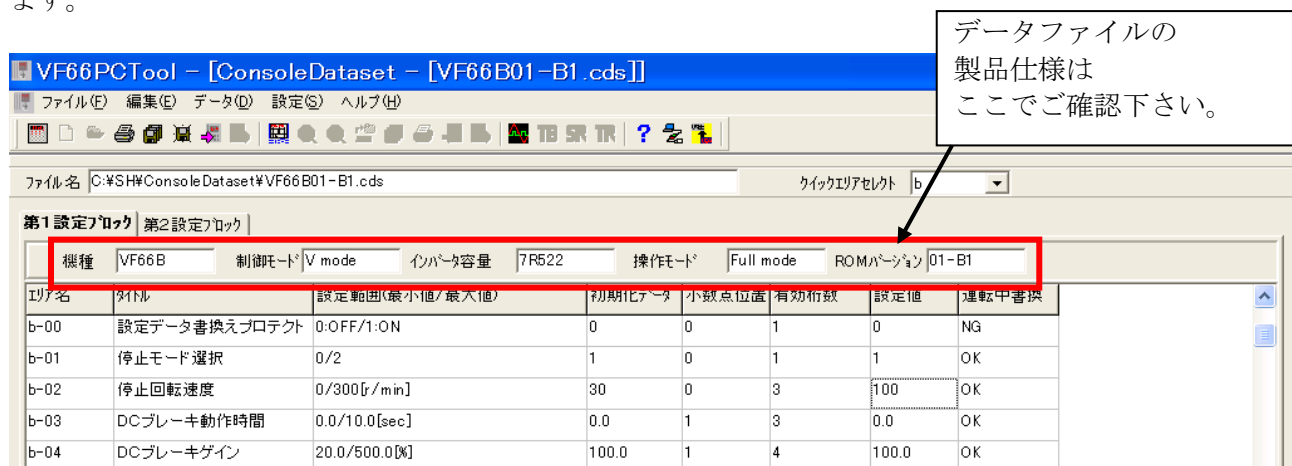 ます。
データファイルの
製品仕様は
ここでご確認下さい。
VF66PCTool - [ConsoleDataset - [VF66B01-B1.cds]]
ファイル(F) 編集(E) データ(D) 設定(S) ヘルプ(H)
TB SR TR ?
ファイル名 C:¥SH¥ConsoleDataset¥VF66B01-B1.cds クイックエリアセレクト b
第1設定ブロック 第2設定ブロック
機種 VF66B 制御モード V mode インバータ容量 7R522 操作モード Full mode ROMバージョン 01-B1
エリア名 タイトル 設定範囲(最小値/最大値) 初期化データ 小数点位置 有効桁数 設定値 運転中書換
b-00 設定データ書換えプロテクト 0:OFF/1:ON 0 0 1 0 NG
b-01 停止モード選択 0/2 1 0 1 1 OK
b-02 停止回転速度 0/300[r/min] 30 0 3 100 OK
b-03 DCブレーキ動作時間 0.0/10.0[sec] 0.0 1 3 0.0 OK
b-04 DCブレーキゲイン 20.0/500.0[%] 100.0 1 4 100.0 OK